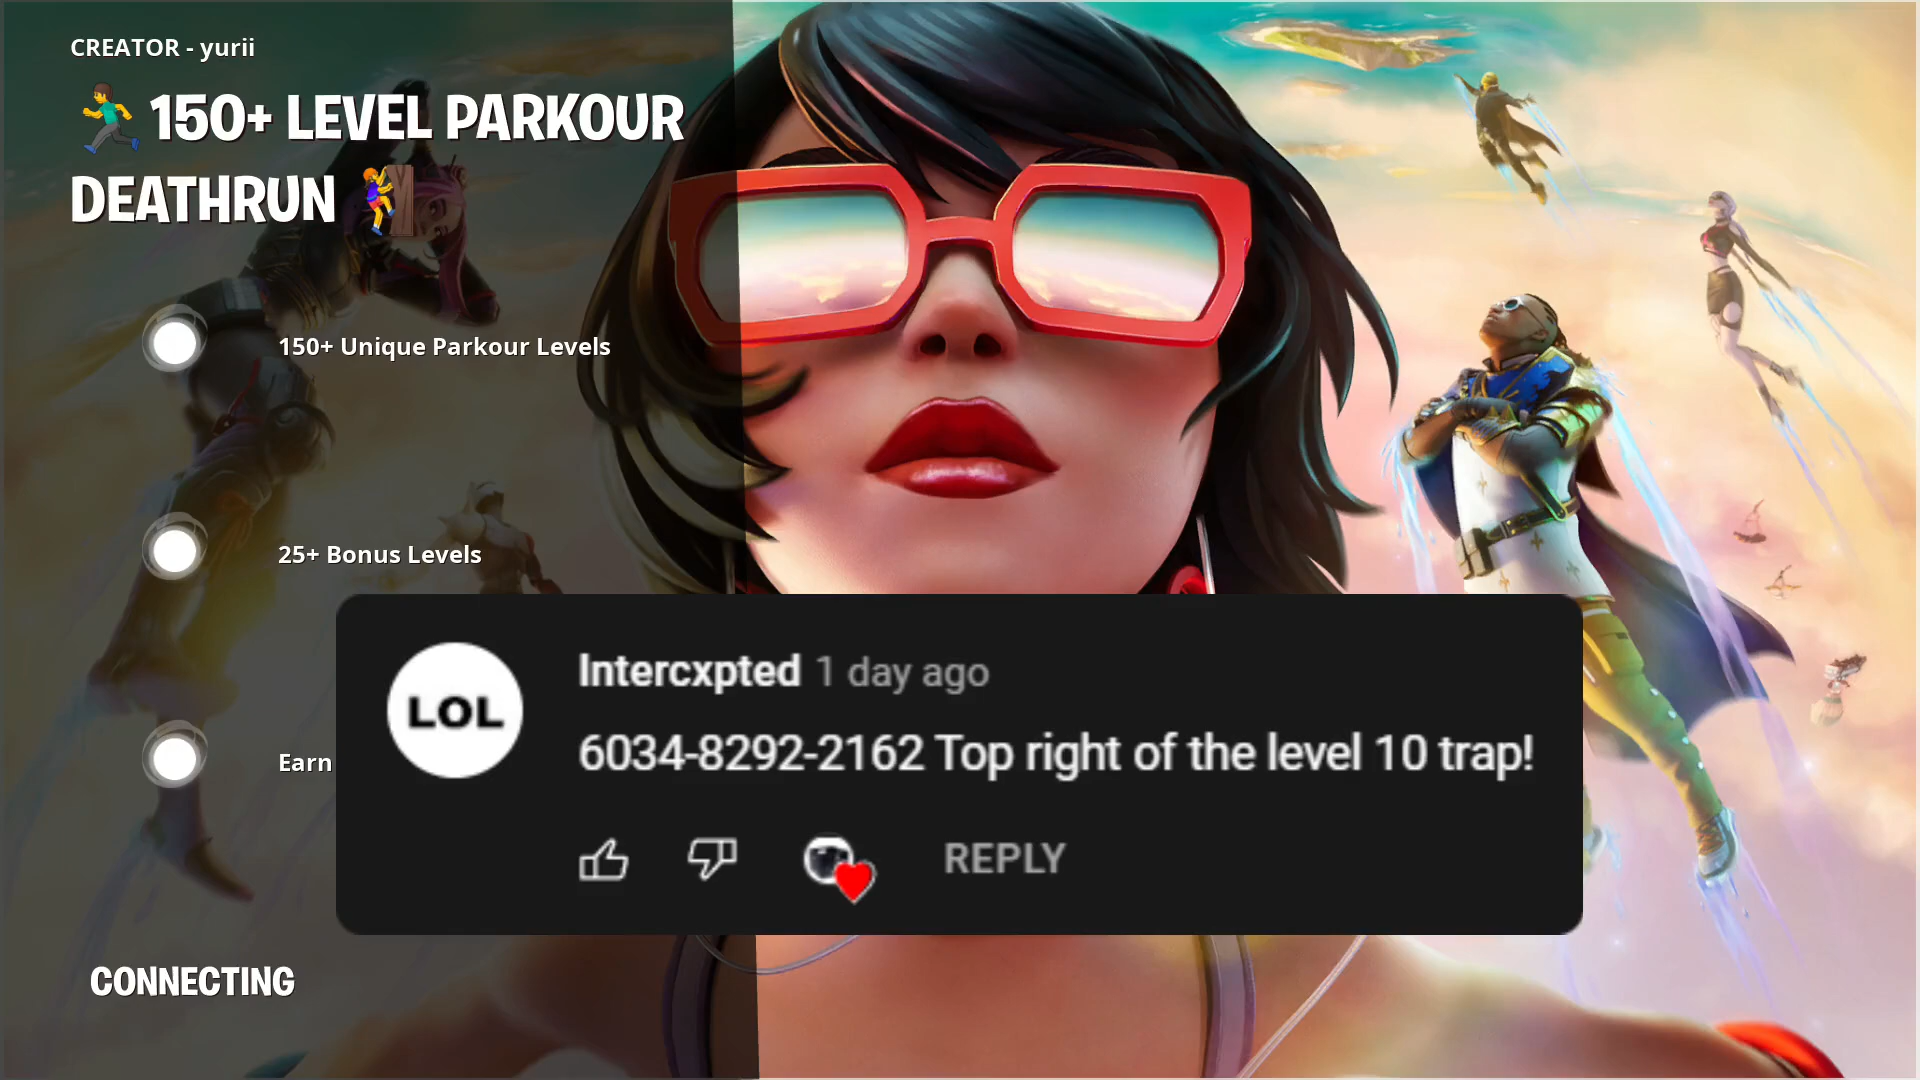 CREATOR - yurii
🏃‍♂️ 150+ LEVEL PARKOUR
DEATHRUN 🧗‍♀️
150+ Unique Parkour Levels
25+ Bonus Levels
Earn
LOL
Intercxpted 1 day ago
6034-8292-2162 Top right of the level 10 trap!
REPLY
CONNECTING